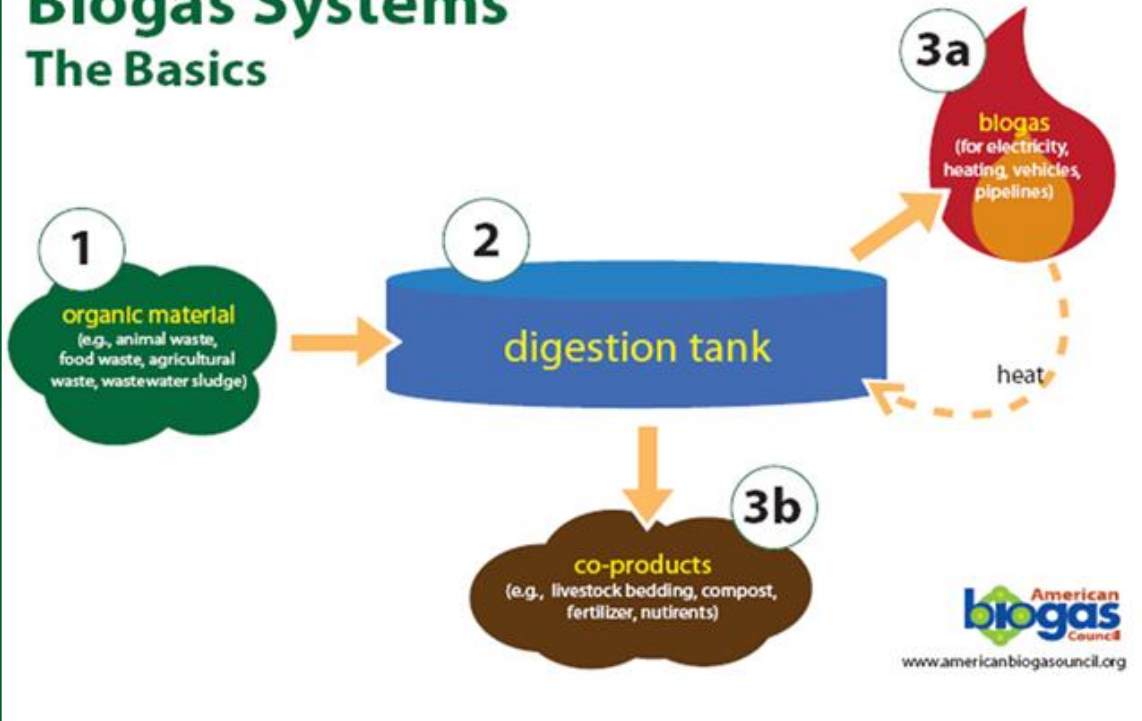 Biogas Systems
The Basics
1
organic material
(e.g., animal waste,
food waste, agricultural
waste, wastewater sludge)
2
digestion tank
3a
biogas
(for electricity,
heating, vehicles,
pipelines)
heat
3b
co-products
(e.g., livestock bedding, compost,
fertilizer, nutirents)
American
biogas
Council
www.americanbiogasouncil.org